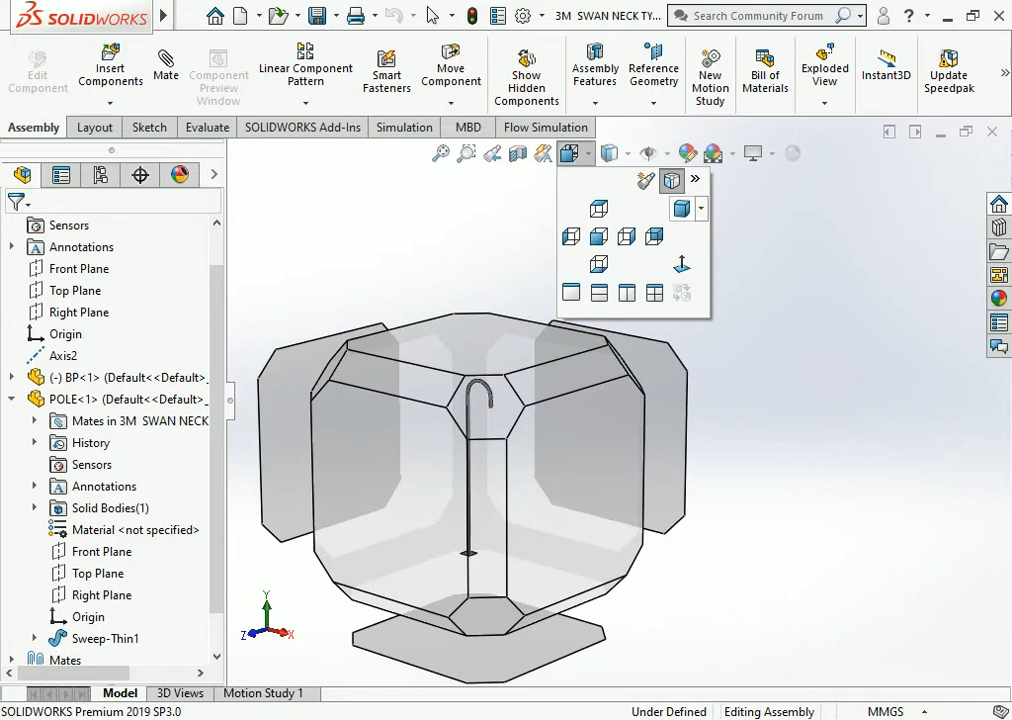 SOLIDWORKS
3M SWAN NECK TY...
Search Community Forum
?
Edit Component
Insert Components
Mate
Component Preview Window
Linear Component Pattern
Smart Fasteners
Move Component
Show Hidden Components
Assembly Features
Reference Geometry
New Motion Study
Bill of Materials
Exploded View
Instant3D
Update Speedpak
Assembly
Layout
Sketch
Evaluate
SOLIDWORKS Add-Ins
Simulation
MBD
Flow Simulation
Sensors
Annotations
Front Plane
Top Plane
Right Plane
Origin
Axis2
(-) BP<1> (Default<<Default>_
POLE<1> (Default<<Default>_
Mates in 3M SWAN NECK
History
Sensors
Annotations
Solid Bodies(1)
Material <not specified>
Front Plane
Top Plane
Right Plane
Origin
Sweep-Thin1
Mates
Y
Z
X
Model
3D Views
Motion Study 1
SOLIDWORKS Premium 2019 SP3.0
Under Defined
Editing Assembly
MMGS